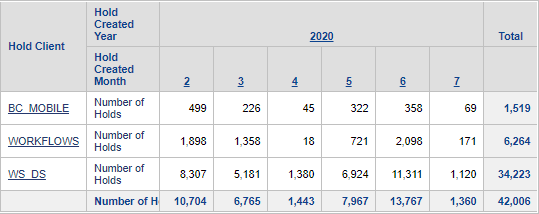 Hold Client Hold Created Year 2020 Total
Hold Created Month 2 3 4 5 6 7
BC_MOBILE Number of Holds 499 226 45 322 358 69 1,519
WORKFLOWS Number of Holds 1,898 1,358 18 721 2,098 171 6,264
WS_DS Number of Holds 8,307 5,181 1,380 6,924 11,311 1,120 34,223
Number of H 10,704 6,765 1,443 7,967 13,767 1,360 42,006